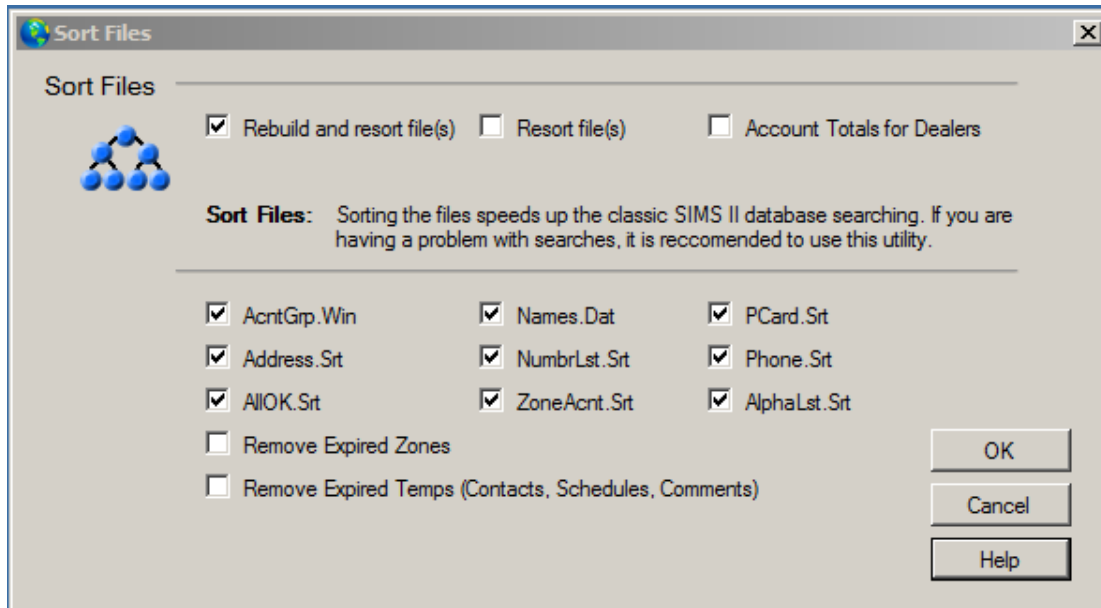 Sort Files
Sort Files
Rebuild and resort file(s) Resort file(s) Account Totals for Dealers
Sort Files: Sorting the files speeds up the classic SIMS II database searching. If you are
having a problem with searches, it is reccomended to use this utility.
AcntGrp.Win Names.Dat PCard.Srt
Address.Srt NumbrLst.Srt Phone.Srt
AllOK.Srt ZoneAcnt.Srt AlphaLst.Srt
Remove Expired Zones
Remove Expired Temps (Contacts, Schedules, Comments)
OK
Cancel
Help